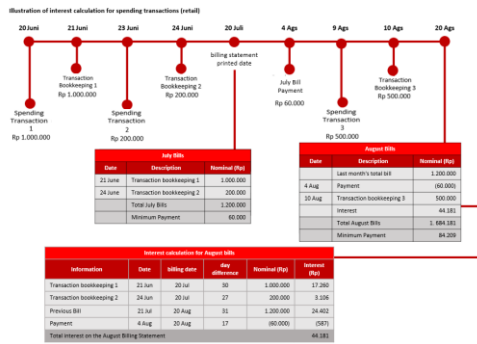 Illustration of interest calculation for spending transactions (retail)
20 Juni 21 Juni 23 Juni 24 Juni 20 Juli 4 Ags 9 Ags 10 Ags 20 Ags
billing statement
printed date
Transaction
Bookkeeping 1
Rp 1.000.000
Transaction
Bookkeeping 2
Rp 200.000
July Bill
Payment
Rp 60.000
Transaction
Bookkeeping 3
Rp 500.000
Spending
Transaction
1
Rp 1.000.000
Spending
Transaction
2
Rp 200.000
Spending
Transaction
3
Rp 500.000
July Bills
Date Description Nominal (Rp)
21 June Transaction bookkeeping 1 1.000.000
24 June Transaction bookkeeping 2 200.000
Total July Bills 1.200.000
Minimum Payment 60.000
August Bills
Date Description Nominal (Rp)
Last month's total bill 1.200.000
4 Aug Payment (60.000)
10 Aug Transaction bookkeeping 3 500.000
Interest 44.181
Total August Bills 1. 684.181
Minimum Payment 84.209
Interest calculation for August bills
Information Date billing date day difference Nominal (Rp) Interest (Rp)
Transaction bookkeeping 1 21 Jun 20 Jul 30 1.000.000 17.260
Transaction bookkeeping 2 24 Jun 20 Jul 27 200.000 3.106
Previous Bill 21 Jul 20 Aug 31 1.200.000 24.402
Payment 4 Aug 20 Aug 17 (60.000) (587)
Total interest on the August Billing Statement 44.181